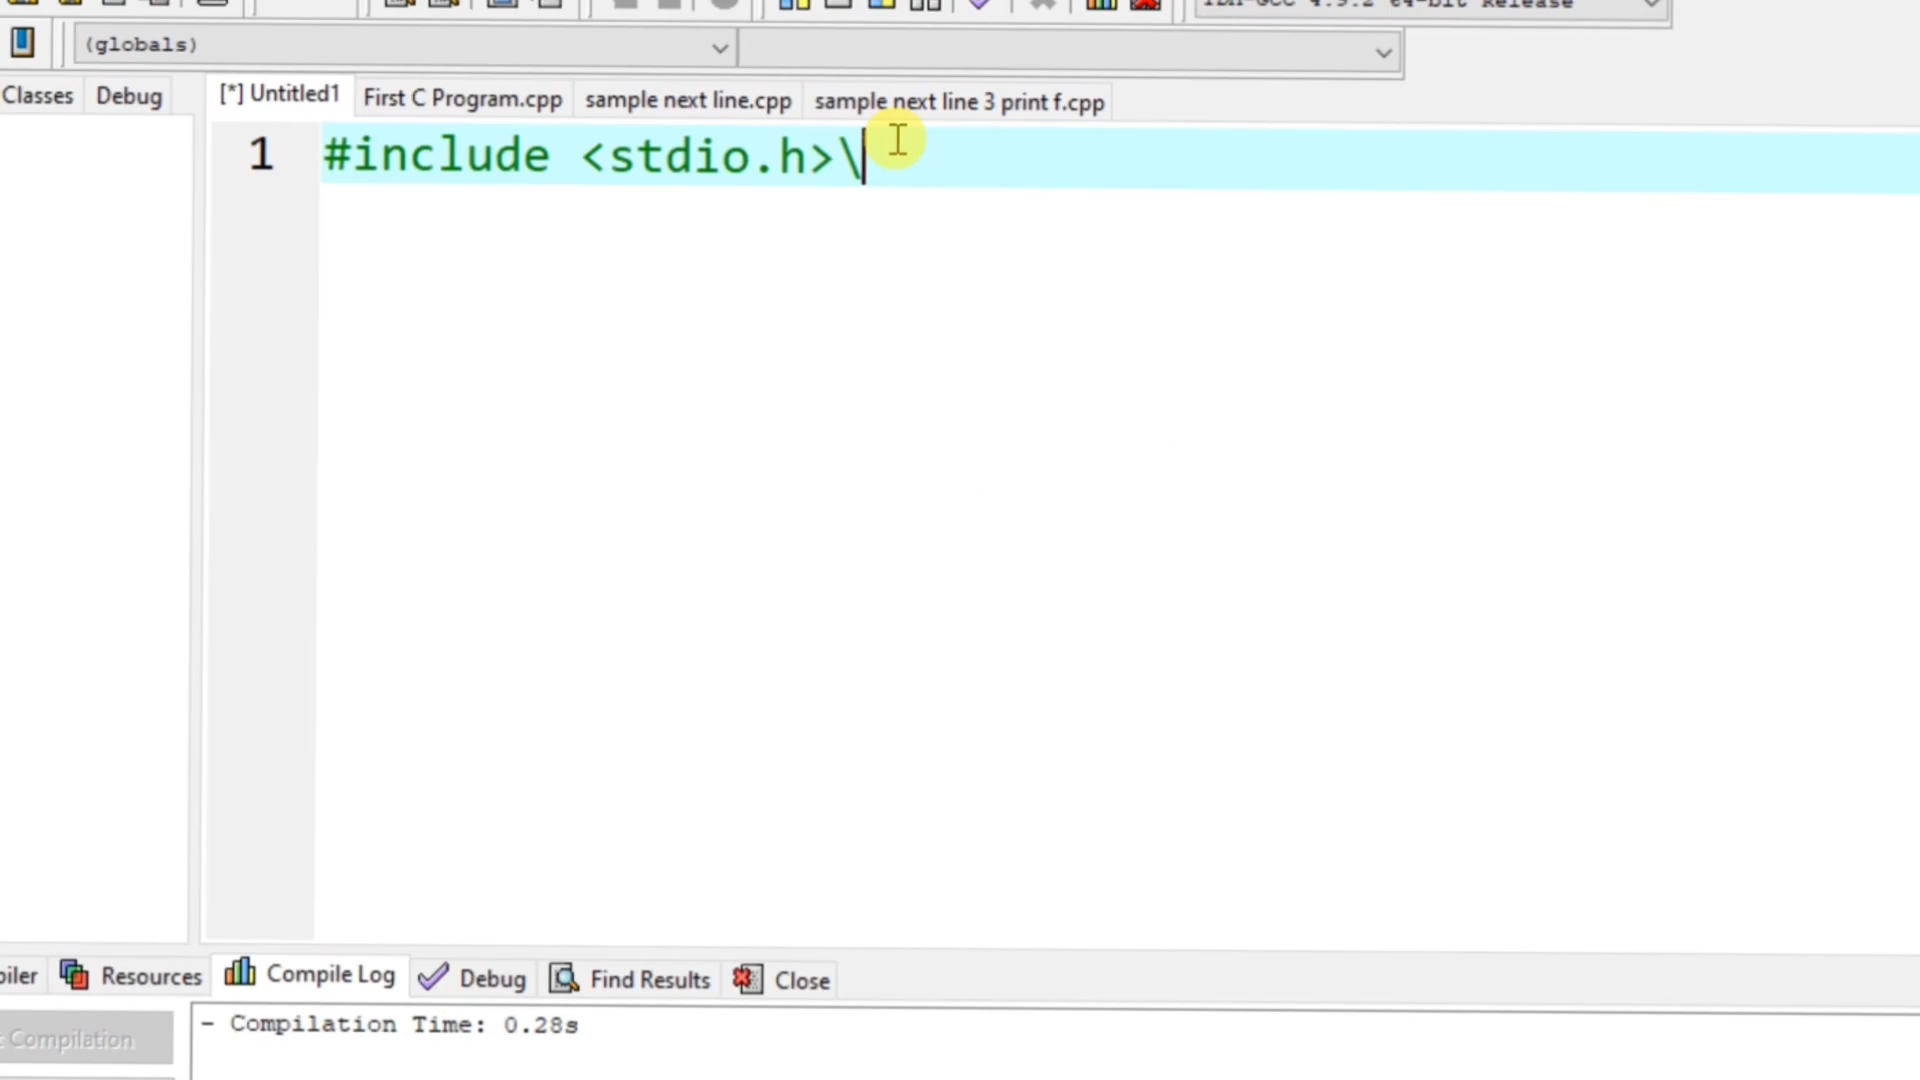 (globals)
Classes Debug
[*] Untitled1 First C Program.cpp sample next line.cpp sample next line 3 print f.cpp
1 #include <stdio.h>\
Resources Compile Log Debug Find Results Close
- Compilation Time: 0.28s
Compilation